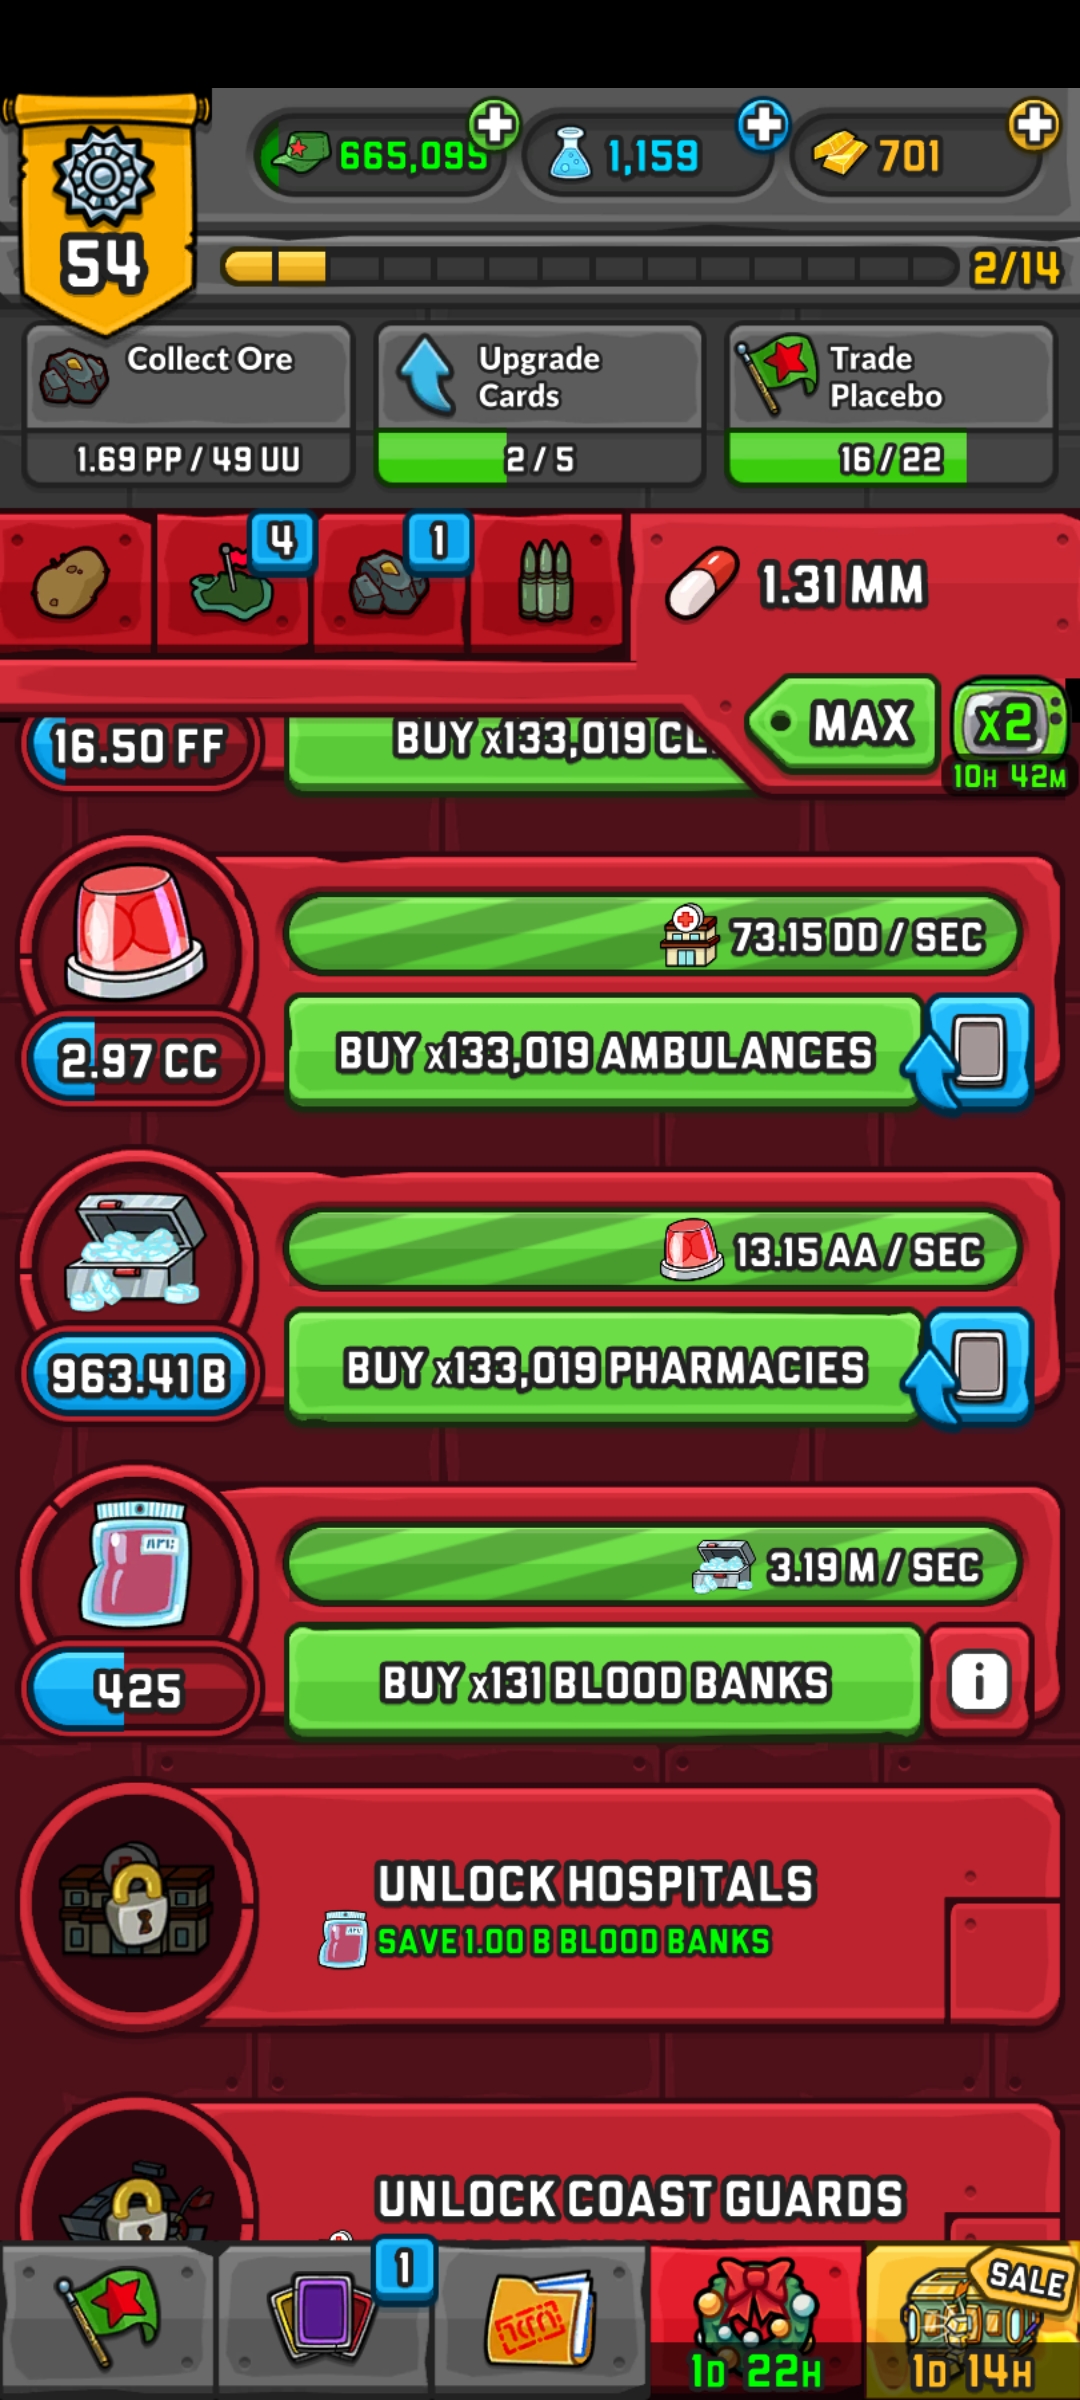 665,095
1,159
701
54
2/14
Collect Ore
Upgrade
Cards
Trade
Placebo
1.69 PP / 49 UU
2 / 5
16 / 22
4
1
1.31 MM
MAX
x2
10H 42M
16.50 FF
BUY x133,019 CL
73.15 DD / SEC
2.97 CC
BUY x133,019 AMBULANCES
13.15 AA / SEC
963.41 B
BUY x133,019 PHARMACIES
3.19 M / SEC
425
BUY x131 BLOOD BANKS
i
UNLOCK HOSPITALS
SAVE 1.00 B BLOOD BANKS
UNLOCK COAST GUARDS
1
SALE
1D 22H
1D 14H